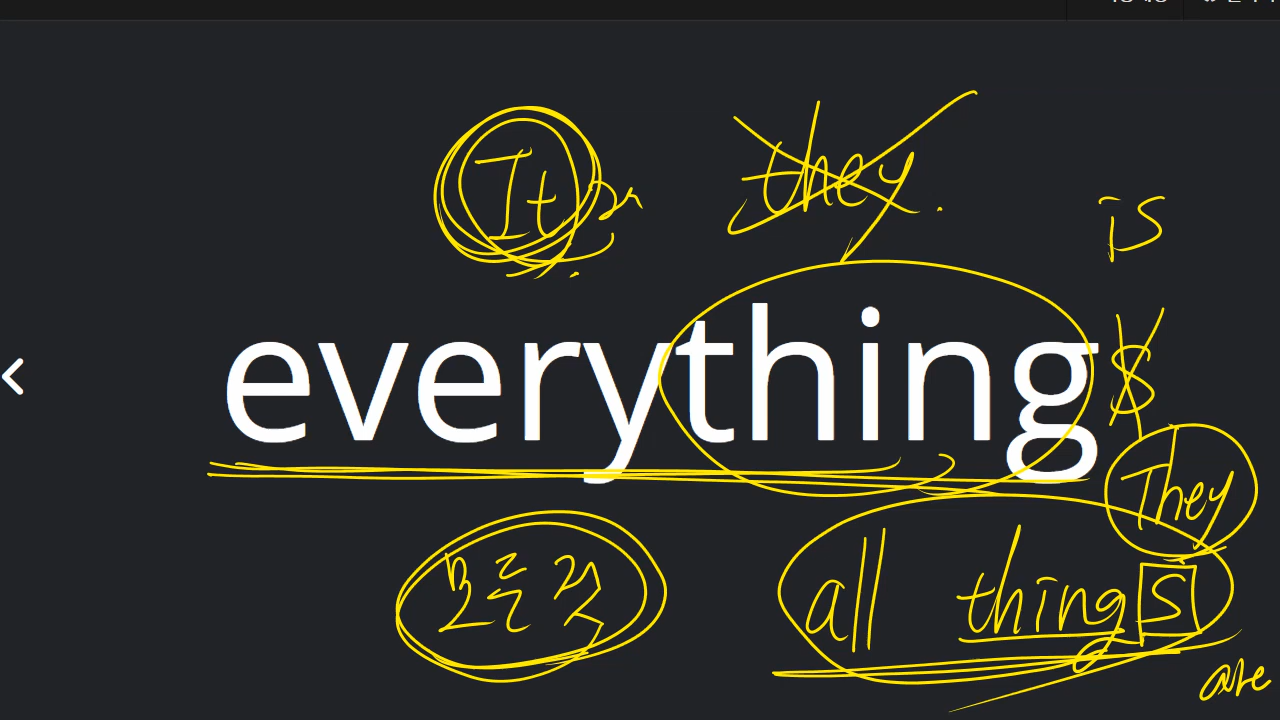 It they.
is
everything s
They
모든 것 all things
are